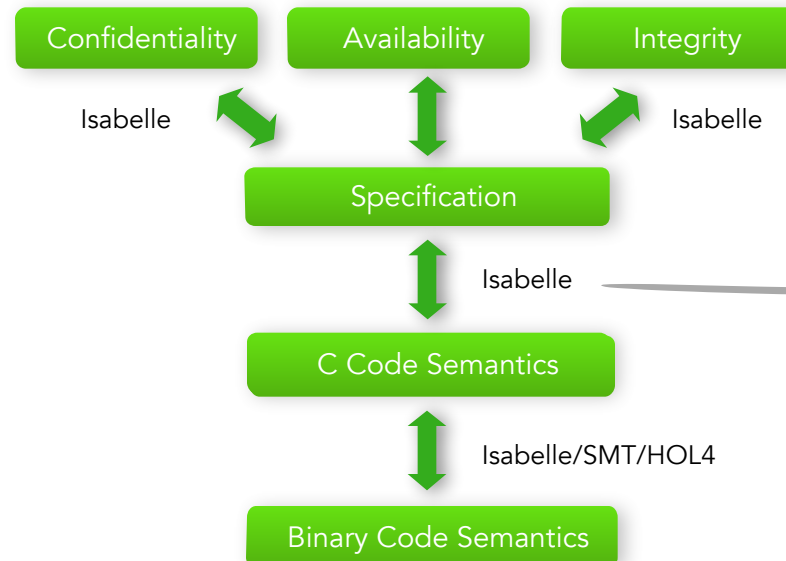 Confidentiality
Availability
Integrity
Isabelle
Isabelle
Specification
Isabelle
C Code Semantics
Isabelle/SMT/HOL4
Binary Code Semantics